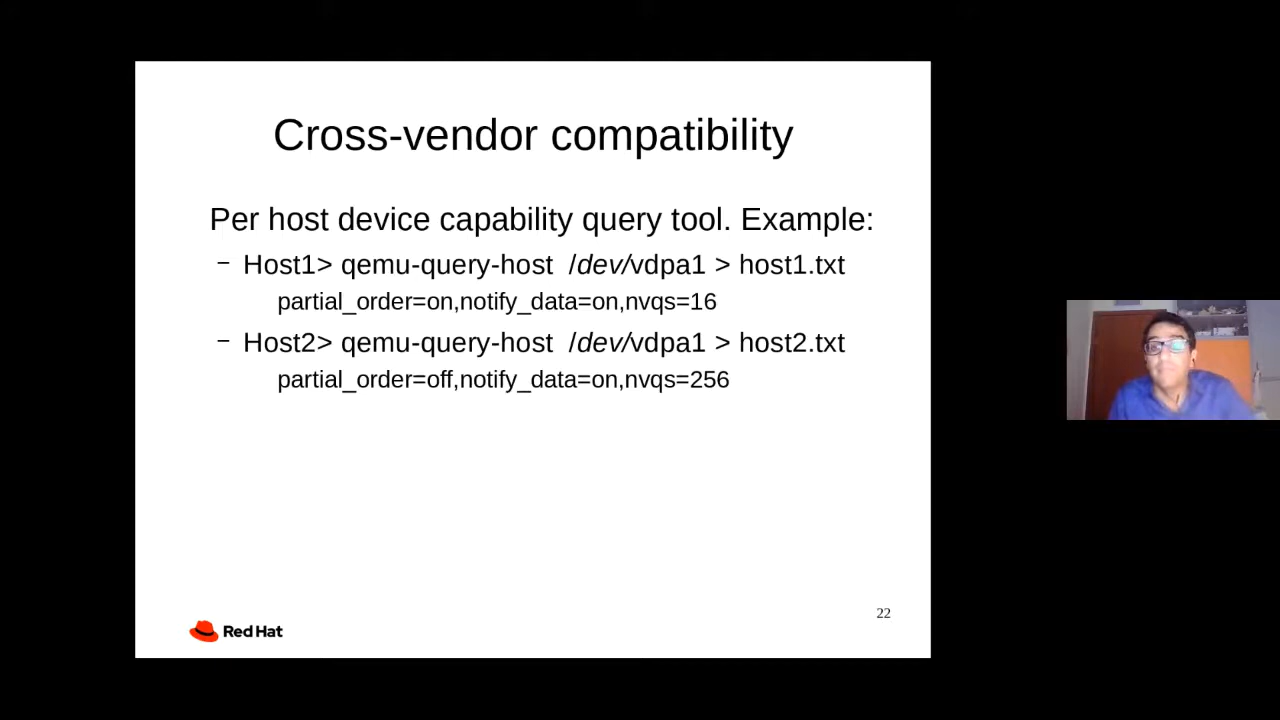 Cross-vendor compatibility
Per host device capability query tool. Example:
– Host1> qemu-query-host /dev/vdpa1 > host1.txt
partial_order=on,notify_data=on,nvqs=16
– Host2> qemu-query-host /dev/vdpa1 > host2.txt
partial_order=off,notify_data=on,nvqs=256
22
Red Hat